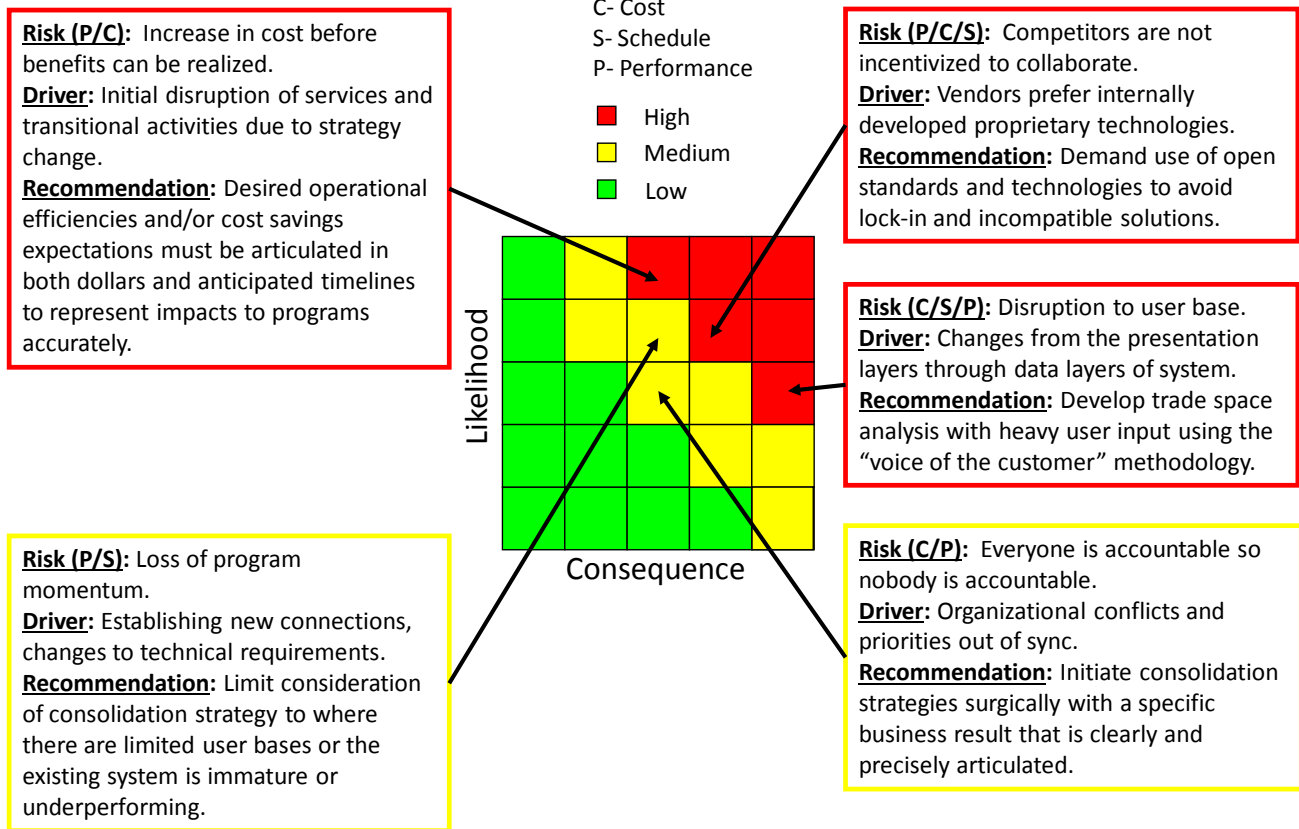 C- Cost
S- Schedule
P- Performance
High
Medium
Low
Risk (P/C): Increase in cost before
benefits can be realized.
Driver: Initial disruption of services and
transitional activities due to strategy
change.
Recommendation: Desired operational
efficiencies and/or cost savings
expectations must be articulated in
both dollars and anticipated timelines
to represent impacts to programs
accurately.
Risk (P/C/S): Competitors are not
incentivized to collaborate.
Driver: Vendors prefer internally
developed proprietary technologies.
Recommendation: Demand use of open
standards and technologies to avoid
lock-in and incompatible solutions.
Risk (C/S/P): Disruption to user base.
Driver: Changes from the presentation
layers through data layers of system.
Recommendation: Develop trade space
analysis with heavy user input using the
“voice of the customer” methodology.
Likelihood
Consequence
Risk (P/S): Loss of program
momentum.
Driver: Establishing new connections,
changes to technical requirements.
Recommendation: Limit consideration
of consolidation strategy to where
there are limited user bases or the
existing system is immature or
underperforming.
Risk (C/P): Everyone is accountable so
nobody is accountable.
Driver: Organizational conflicts and
priorities out of sync.
Recommendation: Initiate consolidation
strategies surgically with a specific
business result that is clearly and
precisely articulated.